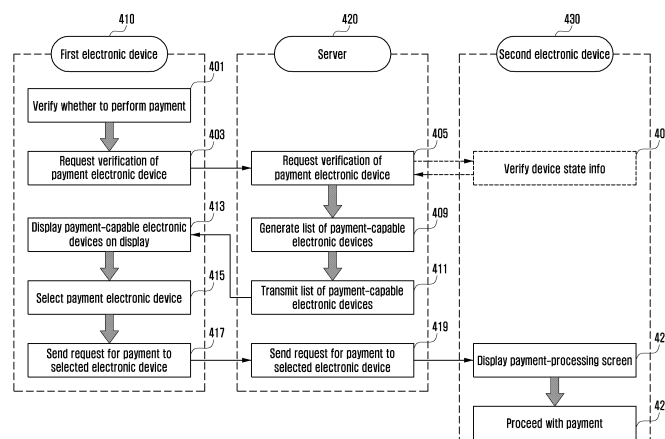 410
420
430
First electronic device
Server
Second electronic device
401
Verify whether to perform payment
403
405
40
Request verification of
payment electronic device
Request verification of
payment electronic device
Verify device state info
413
409
Display payment-capable electronic
devices on display
Generate list of payment-capable
electronic devices
415
411
Select payment electronic device
Transmit list of payment-capable
electronic devices
417
419
42
Send request for payment to
selected electronic device
Send request for payment to
selected electronic device
Display payment-processing screen
42
Proceed with payment